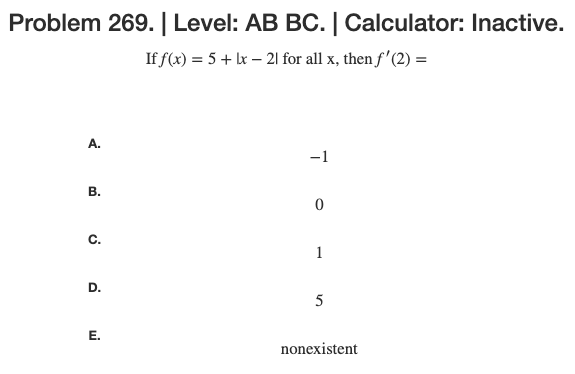 Problem 269. | Level: AB BC. | Calculator: Inactive.
If f(x) = 5 + |x − 2| for all x, then f′(2) =
A.
−1
B.
0
C.
1
D.
5
E.
nonexistent